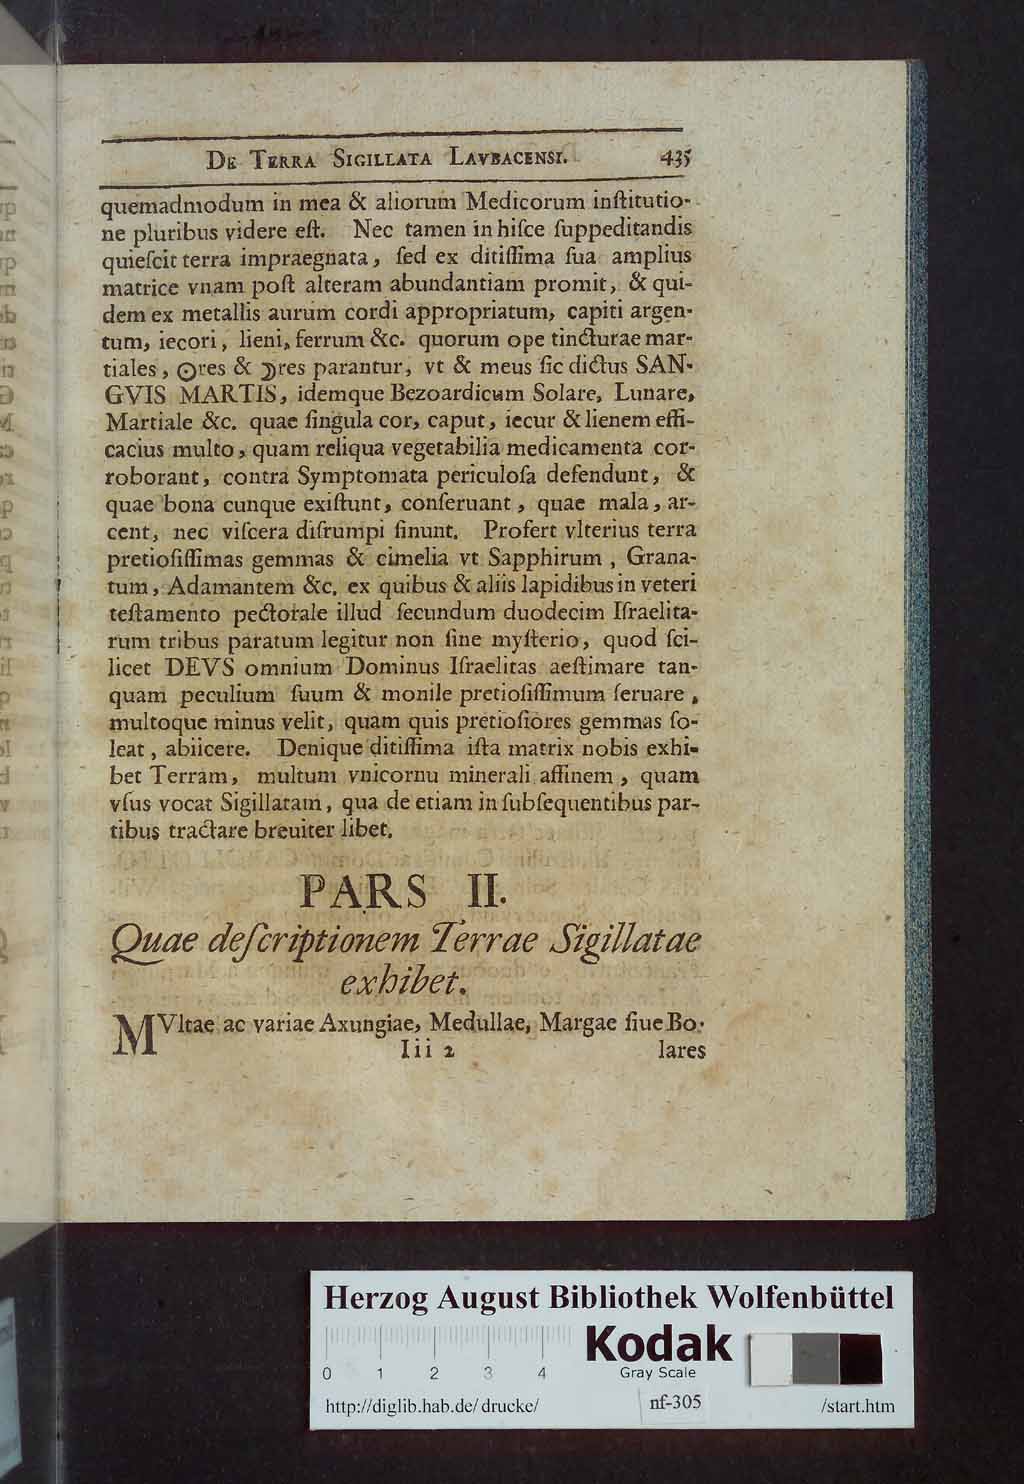 DE TERRA SIGILLATA LAVBACENSI. 435
quemadmodum in mea & aliorum Medicorum inſtitutio-
ne pluribus videre eſt. Nec tamen in hiſce ſuppeditandis
quieſcit terra impraegnata, ſed ex ditiſſima ſua amplius
matrice vnam poſt alteram abundantiam promit, & qui-
dem ex metallis aurum cordi appropriatum, capiti argen-
tum, iecori, lieni, ferrum &c. quorum ope tincturae mar-
tiales, ☉res & ☽res parantur, vt & meus ſic dictus SAN-
GVIS MARTIS, idemque Bezoardicum Solare, Lunare,
Martiale &c. quae ſingula cor, caput, iecur & lienem effi-
cacius multo, quam reliqua vegetabilia medicamenta cor-
roborant, contra Symptomata periculoſa defendunt, &
quae bona cunque exiſtunt, conſeruant, quae mala, ar-
cent, nec viſcera diſrumpi ſinunt. Profert vlterius terra
pretioſiſſimas gemmas & cimelia vt Sapphirum, Grana-
tum, Adamantem &c. ex quibus & aliis lapidibus in veteri
teſtamento pectorale illud ſecundum duodecim Iſraelita-
rum tribus paratum legitur non ſine myſterio, quod ſci-
licet DEVS omnium Dominus Iſraelitas aeſtimare tan-
quam peculium ſuum & monile pretioſiſſimum ſeruare,
multoque minus velit, quam quis pretioſiores gemmas ſo-
leat, abiicere. Denique ditiſſima iſta matrix nobis exhi-
bet Terram, multum vnicornu minerali affinem, quam
vſus vocat Sigillatam, qua de etiam in ſubſequentibus par-
tibus tractare breuiter libet.
PARS II.
Quae deſcriptionem Terrae Sigillatae
exhibet.
MVltae ac variae Axungiae, Medullae, Margae ſiue Bo-
Iii 2 lares
Herzog August Bibliothek Wolfenbüttel
Kodak
0 1 2 3 4 Gray Scale
http://diglib.hab.de/drucke/ nf-305 /start.htm